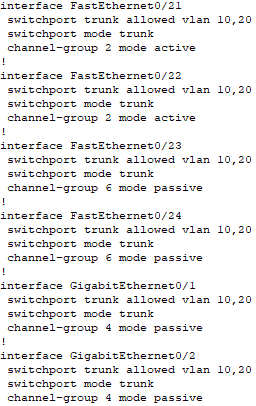 interface FastEthernet0/21
switchport trunk allowed vlan 10,20
switchport mode trunk
channel-group 2 mode active
!
interface FastEthernet0/22
switchport trunk allowed vlan 10,20
switchport mode trunk
channel-group 2 mode active
!
interface FastEthernet0/23
switchport trunk allowed vlan 10,20
switchport mode trunk
channel-group 6 mode passive
!
interface FastEthernet0/24
switchport trunk allowed vlan 10,20
switchport mode trunk
channel-group 6 mode passive
!
interface GigabitEthernet0/1
switchport trunk allowed vlan 10,20
switchport mode trunk
channel-group 4 mode passive
!
interface GigabitEthernet0/2
switchport trunk allowed vlan 10,20
switchport mode trunk
channel-group 4 mode passive